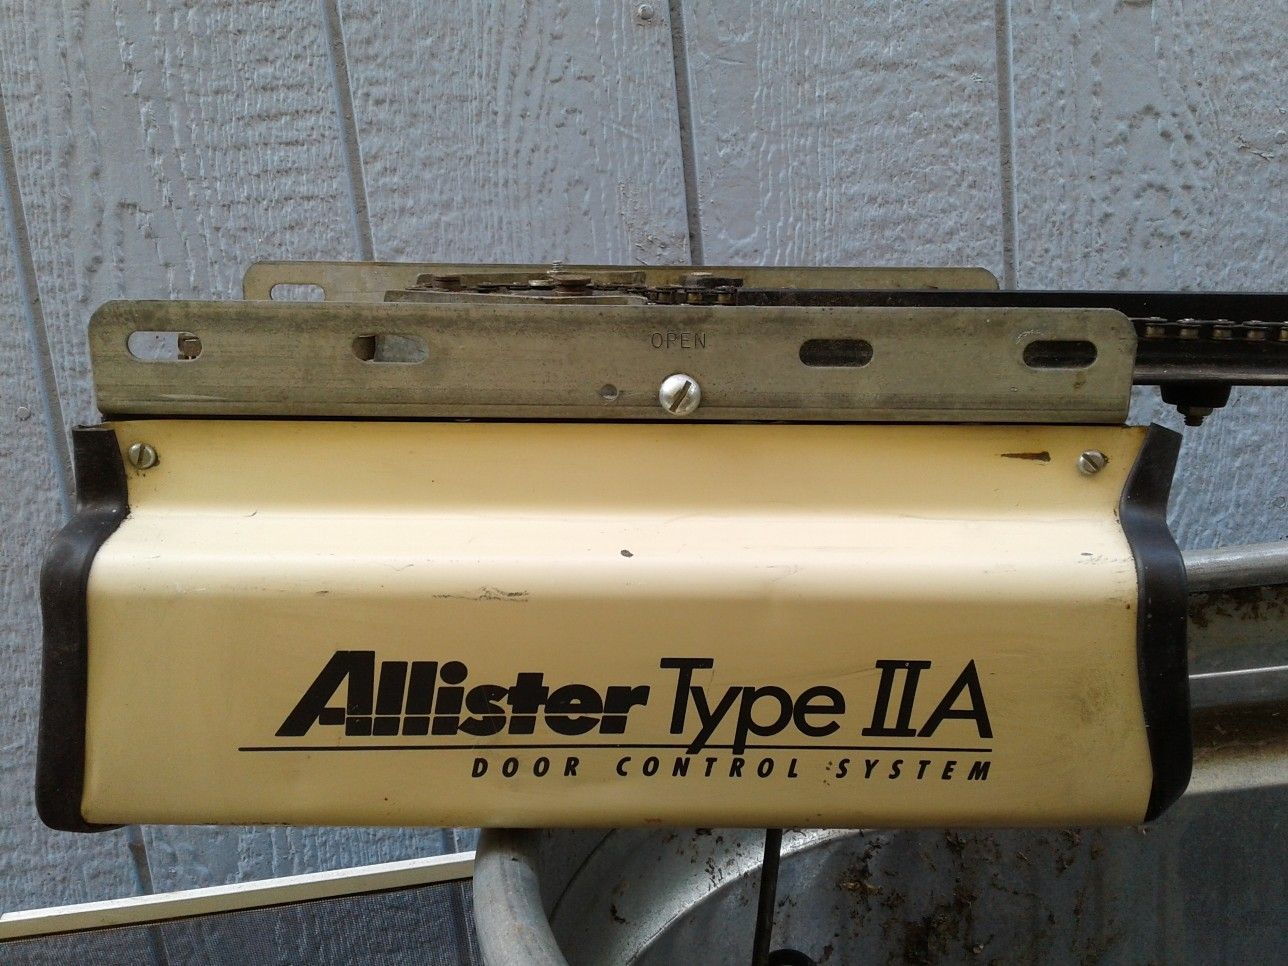 OPEN
Allister Type IIA
DOOR CONTROL SYSTEM